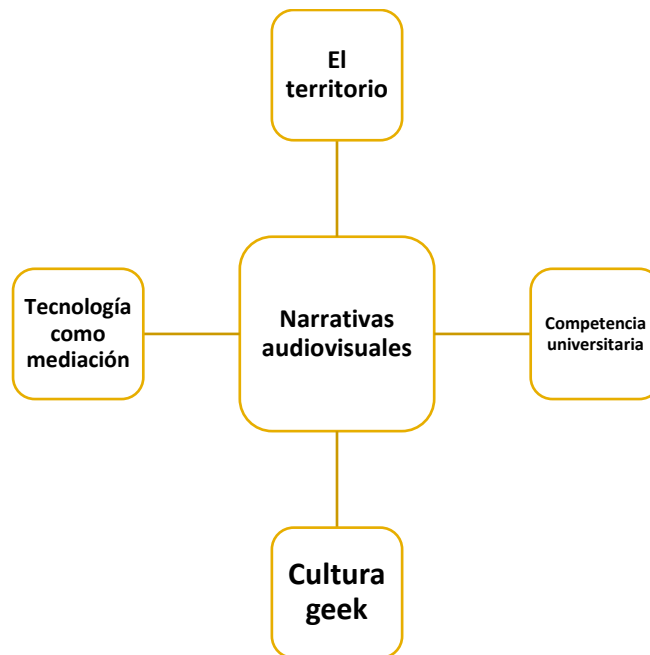 El
territorio
Tecnología
como
mediación
Narrativas
audiovisuales
Competencia
universitaria
Cultura
geek